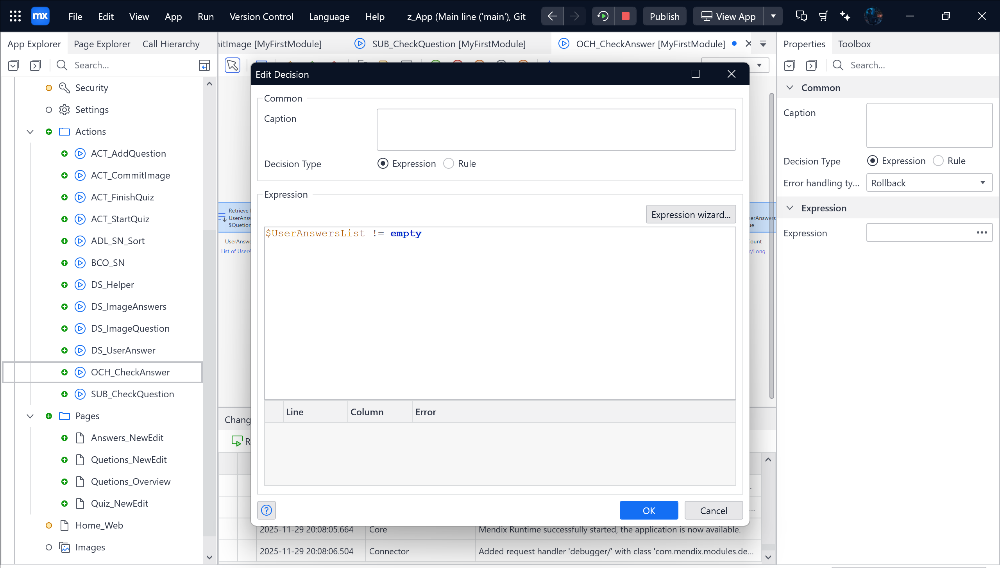 mx File Edit View App Run Version Control Language Help z_App (Main line ('main'), Git Publish View App
App Explorer Page Explorer Call Hierarchy
Search...
Security
Settings
Actions
ACT_AddQuestion
ACT_CommitImage
ACT_FinishQuiz
ACT_StartQuiz
ADL_SN_Sort
BCO_SN
DS_Helper
DS_ImageAnswers
DS_ImageQuestion
DS_UserAnswer
OCH_CheckAnswer
SUB_CheckQuestion
Pages
Answers_NewEdit
Quetions_NewEdit
Quetions_Overview
Quiz_NewEdit
Home_Web
Images
itImage [MyFirstModule] SUB_CheckQuestion [MyFirstModule] OCH_CheckAnswer [MyFirstModule]
Retrieve
UserAnsw
$Quetion
UserAnswe
List of UserA
Edit Decision
Common
Caption
Decision Type Expression Rule
Expression
Expression wizard...
$UserAnswersList != empty
Line Column Error
OK Cancel
serAnswers
ue
ount
r/Long
Chang
R
2025-11-29 20:08:05.664 Core Mendix Runtime successfully started, the application is now available.
2025-11-29 20:08:06.504 Connector Added request handler 'debugger/' with class 'com.mendix.modules.de...
Properties Toolbox
Search...
Common
Caption
Decision Type Expression Rule
Error handling ty... Rollback
Expression
Expression ...